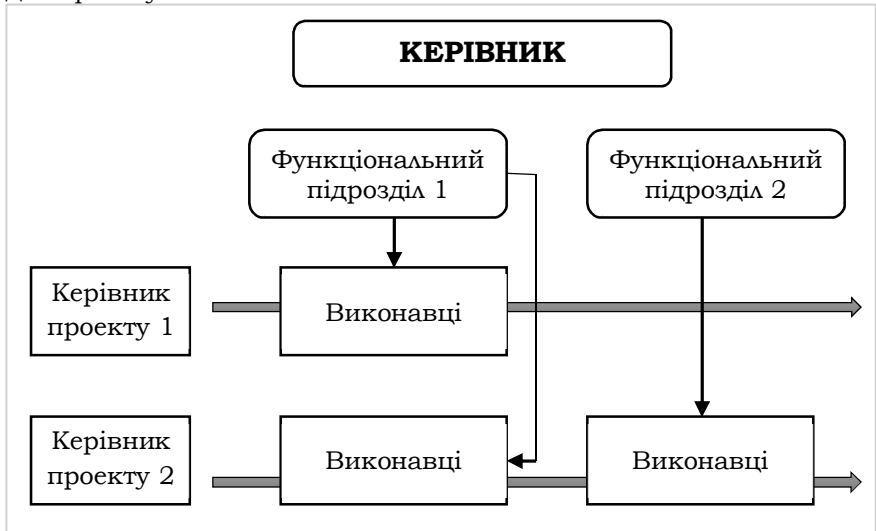 КЕРІВНИК
Функціональний
підрозділ 1
Функціональний
підрозділ 2
Керівник
проекту 1
Виконавці
Керівник
проекту 2
Виконавці
Виконавці